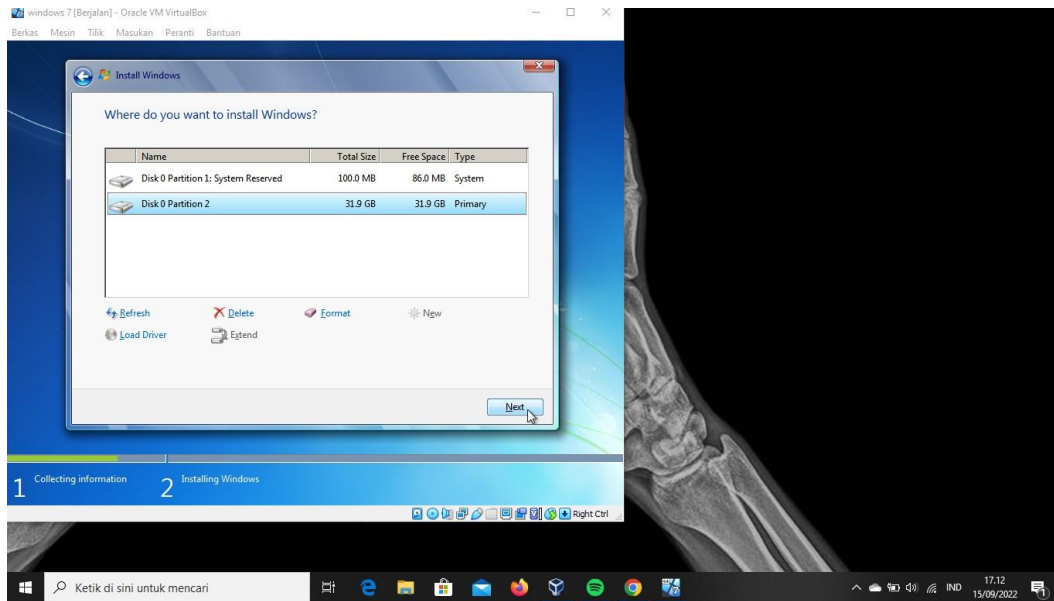 windows 7 [Berjalan] - Oracle VM VirtualBox
Berkas Mesin Tilik Masukan Peranti Bantuan
Install Windows
Where do you want to install Windows?
Name Total Size Free Space Type
Disk 0 Partition 1: System Reserved 100.0 MB 86.0 MB System
Disk 0 Partition 2 31.9 GB 31.9 GB Primary
Refresh Delete Format New
Load Driver Extend
Next
1 Collecting information 2 Installing Windows
Right Ctrl
Ketik di sini untuk mencari
IND
17.12
15/09/2022
1